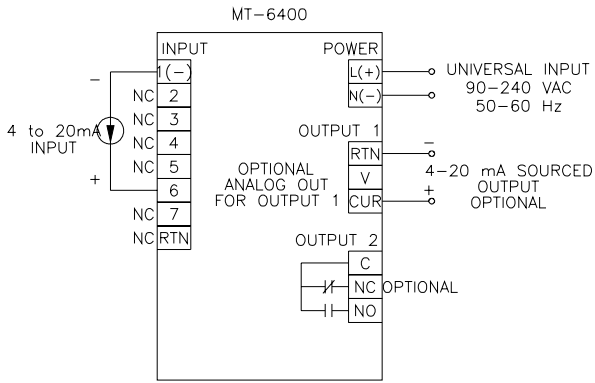 MT-6400
INPUT
POWER
1(-)
L(+)
UNIVERSAL INPUT
90-240 VAC
50-60 Hz
NC 2
N(-)
NC 3
4 to 20mA
INPUT
NC 4
OUTPUT 1
NC 5
RTN
4-20 mA SOURCED
OUTPUT
OPTIONAL
OPTIONAL
ANALOG OUT
FOR OUTPUT 1
V
6
CUR
NC 7
NC RTN
OUTPUT 2
C
NC OPTIONAL
NO